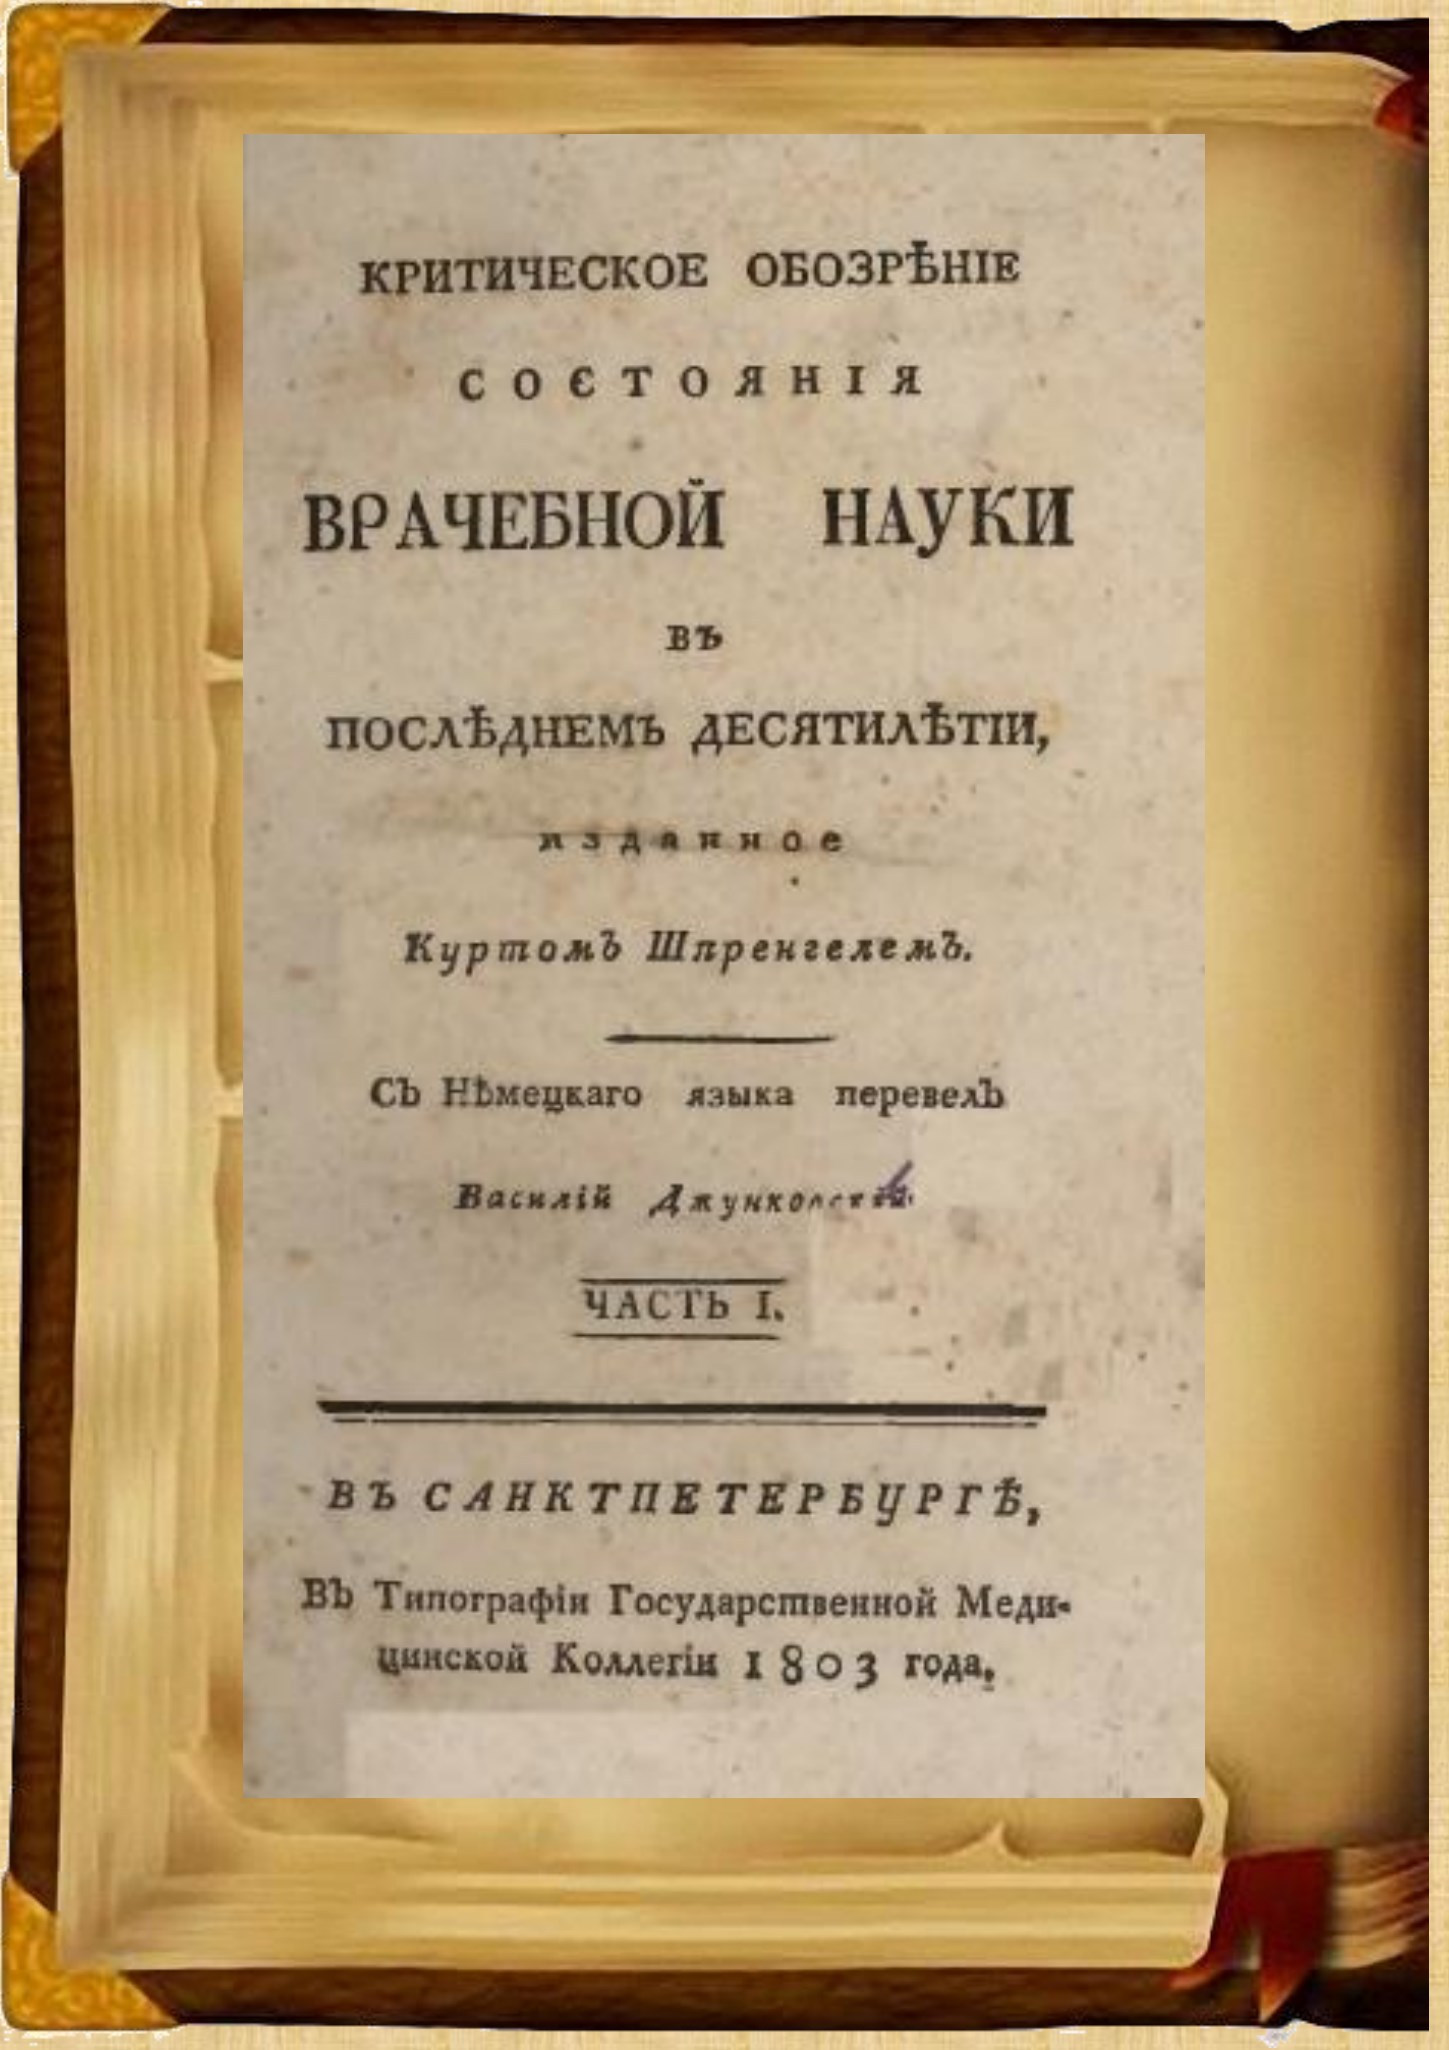 КРИТИЧЕСКОЕ ОБОЗРѢНІЕ
СОСТОЯНІЯ
ВРАЧЕБНОЙ НАУКИ
въ
ПОСЛѢДНЕМЪ ДЕСЯТИЛѢТІИ,
изданное
Куртомъ Шпренгелемъ.
Съ Нѣмецкаго языка перевелъ
Василій Джунковскій.
ЧАСТЬ I.
ВЪ САНКТПЕТЕРБУРГѢ,
Въ Типографіи Государственной Меди-
цинской Коллегіи 1803 года.